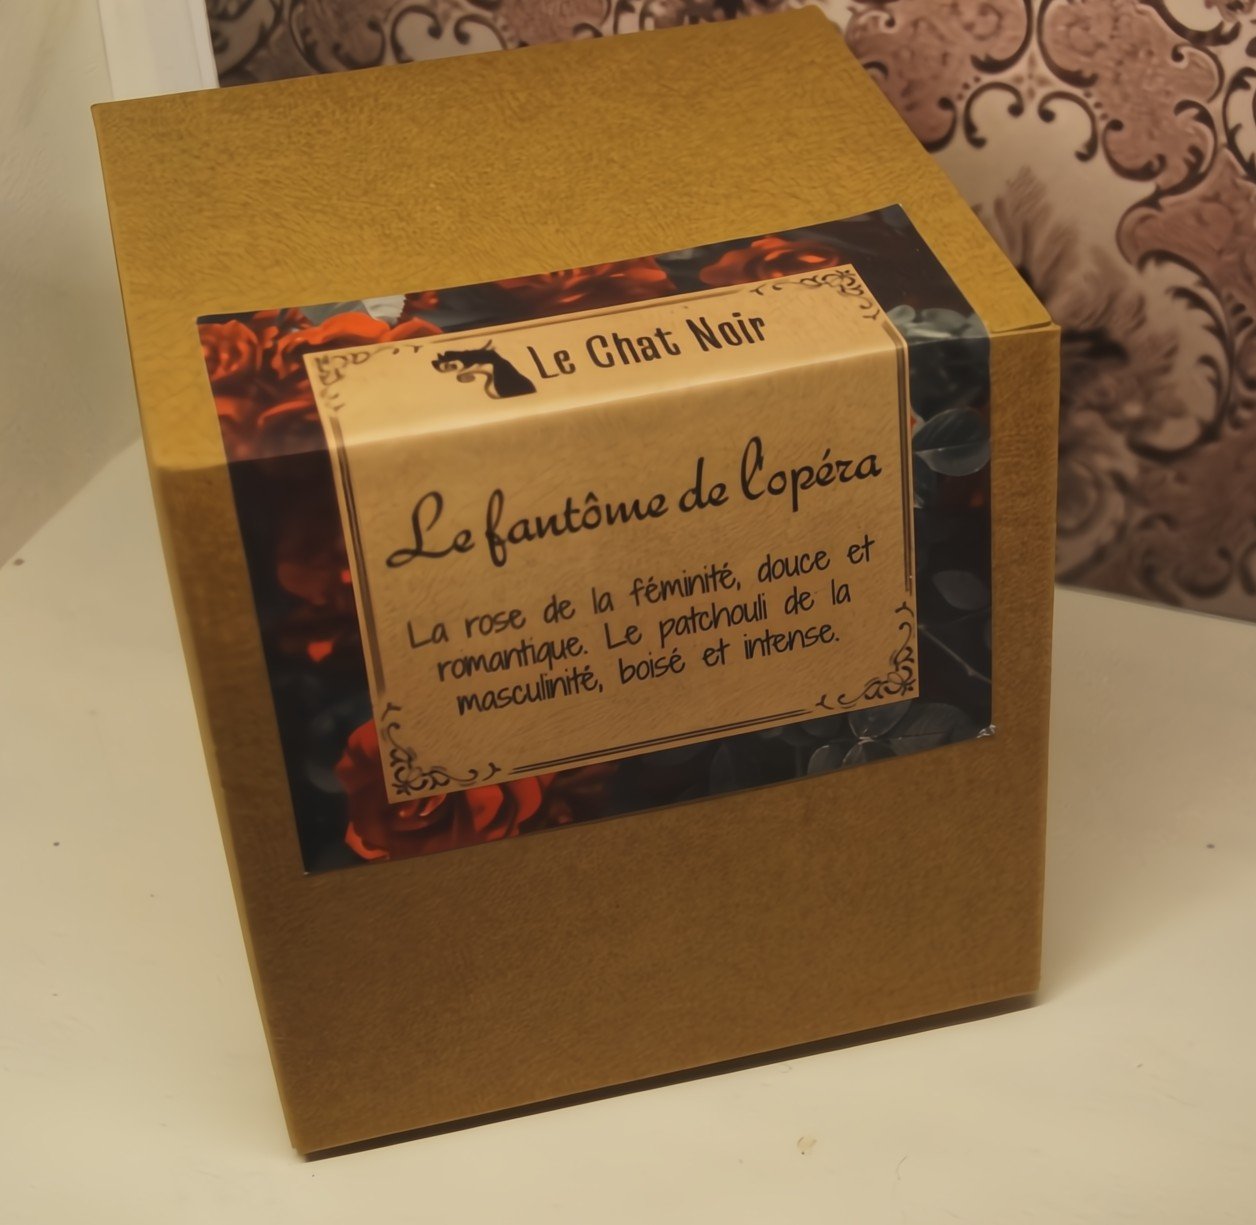 Le Chat Noir
Le fantôme de l'opéra
La rose de la féminité, douce et
romantique. Le patchouli de la
masculinité, boisé et intense.